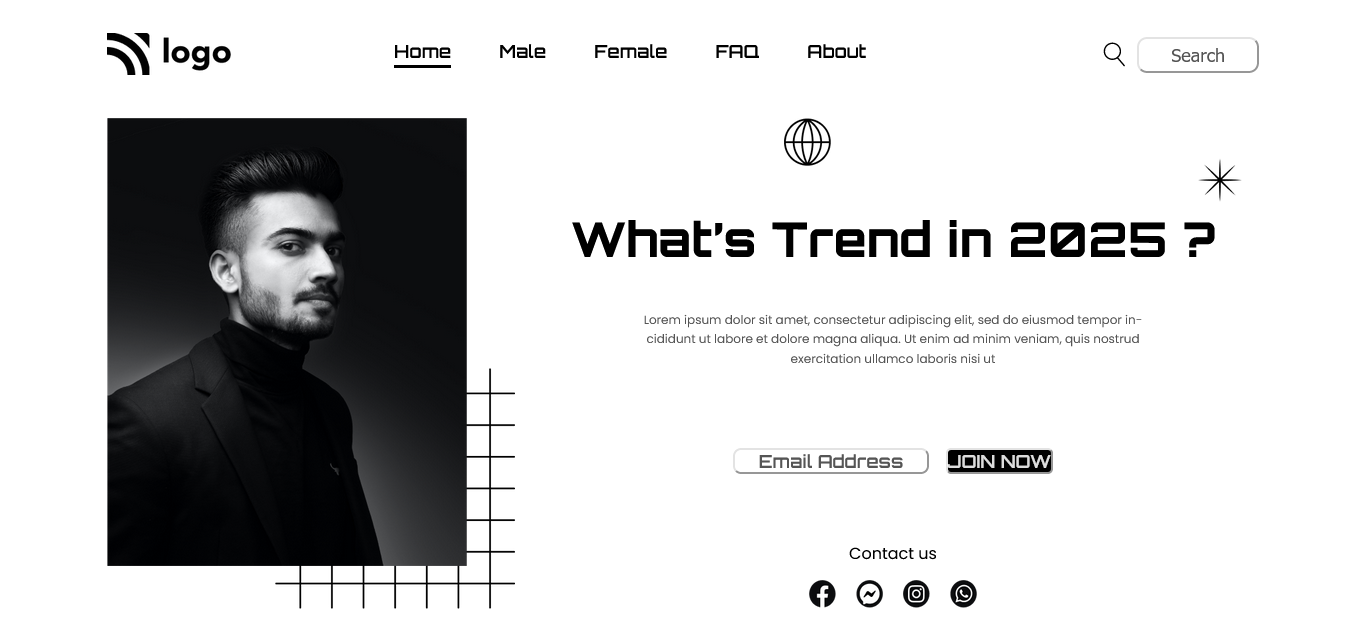 logo
Home Male Female FAQ About
Search
What's Trend in 2025 ?
Lorem ipsum dolor sit amet, consectetur adipiscing elit, sed do eiusmod tempor in-
cididunt ut labore et dolore magna aliqua. Ut enim ad minim veniam, quis nostrud
exercitation ullamco laboris nisi ut
Email Address JOIN NOW
Contact us